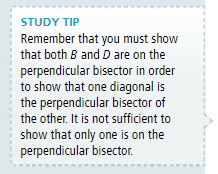 STUDY TIP
Remember that you must show
that both B and D are on the
perpendicular bisector in order
to show that one diagonal is
the perpendicular bisector of
the other. It is not sufficient to
show that only one is on the
perpendicular bisector.